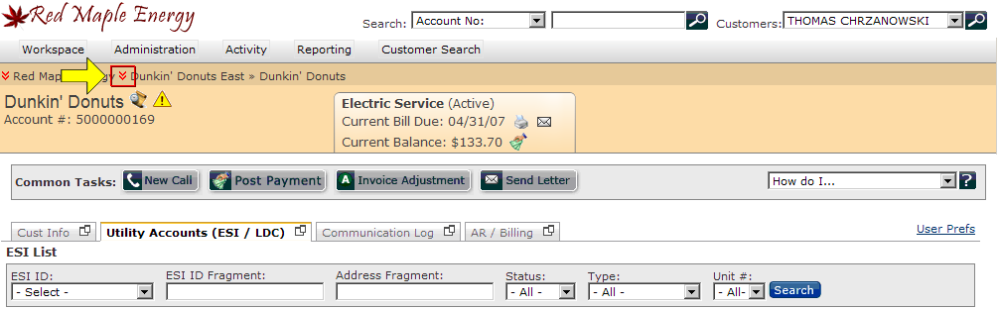 Red Maple Energy
Search: Account No: Customers: THOMAS CHRZANOWSKI
Workspace Administration Activity Reporting Customer Search
Red Map gy Dunkin' Donuts East » Dunkin' Donuts
Dunkin' Donuts
Account #: 5000000169
Electric Service (Active)
Current Bill Due: 04/31/07
Current Balance: $133.70
Common Tasks: New Call Post Payment A Invoice Adjustment Send Letter How do I... ?
Cust Info Utility Accounts (ESI / LDC) Communication Log AR / Billing User Prefs
ESI List
ESI ID: ESI ID Fragment: Address Fragment: Status: Type: Unit #:
- Select - - All - - All - - All- Search